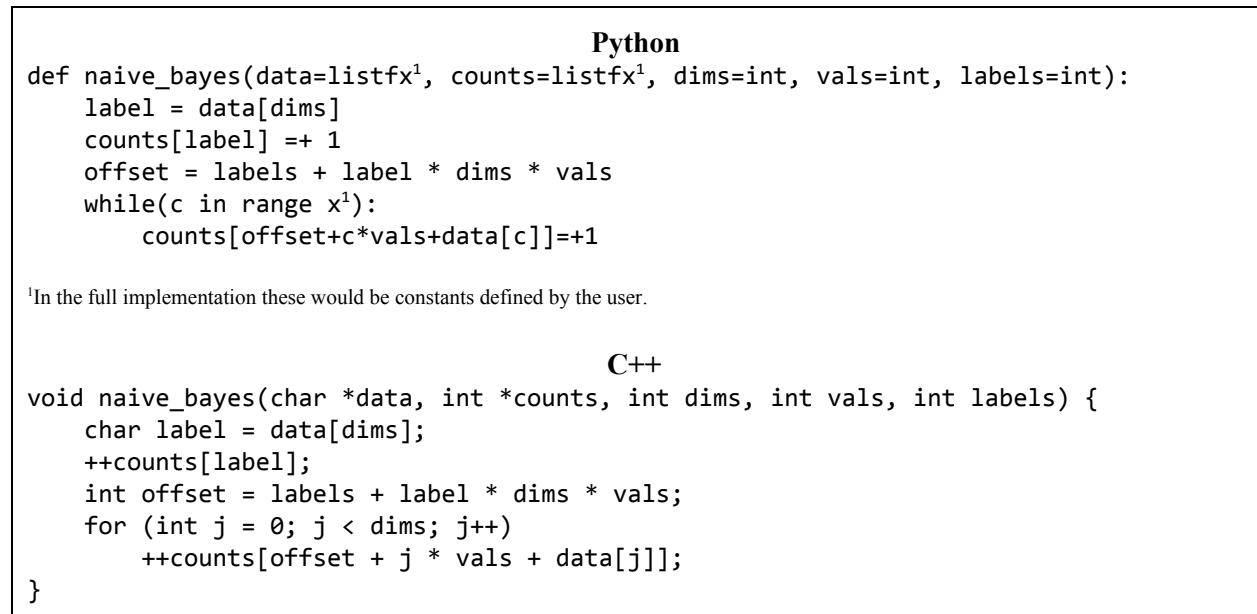 Python
def naive_bayes(data=listfx¹, counts=listfx¹, dims=int, vals=int, labels=int):
    label = data[dims]
    counts[label] =+ 1
    offset = labels + label * dims * vals
    while(c in range x¹):
        counts[offset+c*vals+data[c]]=+1
¹In the full implementation these would be constants defined by the user.
C++
void naive_bayes(char *data, int *counts, int dims, int vals, int labels) {
    char label = data[dims];
    ++counts[label];
    int offset = labels + label * dims * vals;
    for (int j = 0; j < dims; j++)
        ++counts[offset + j * vals + data[j]];
}